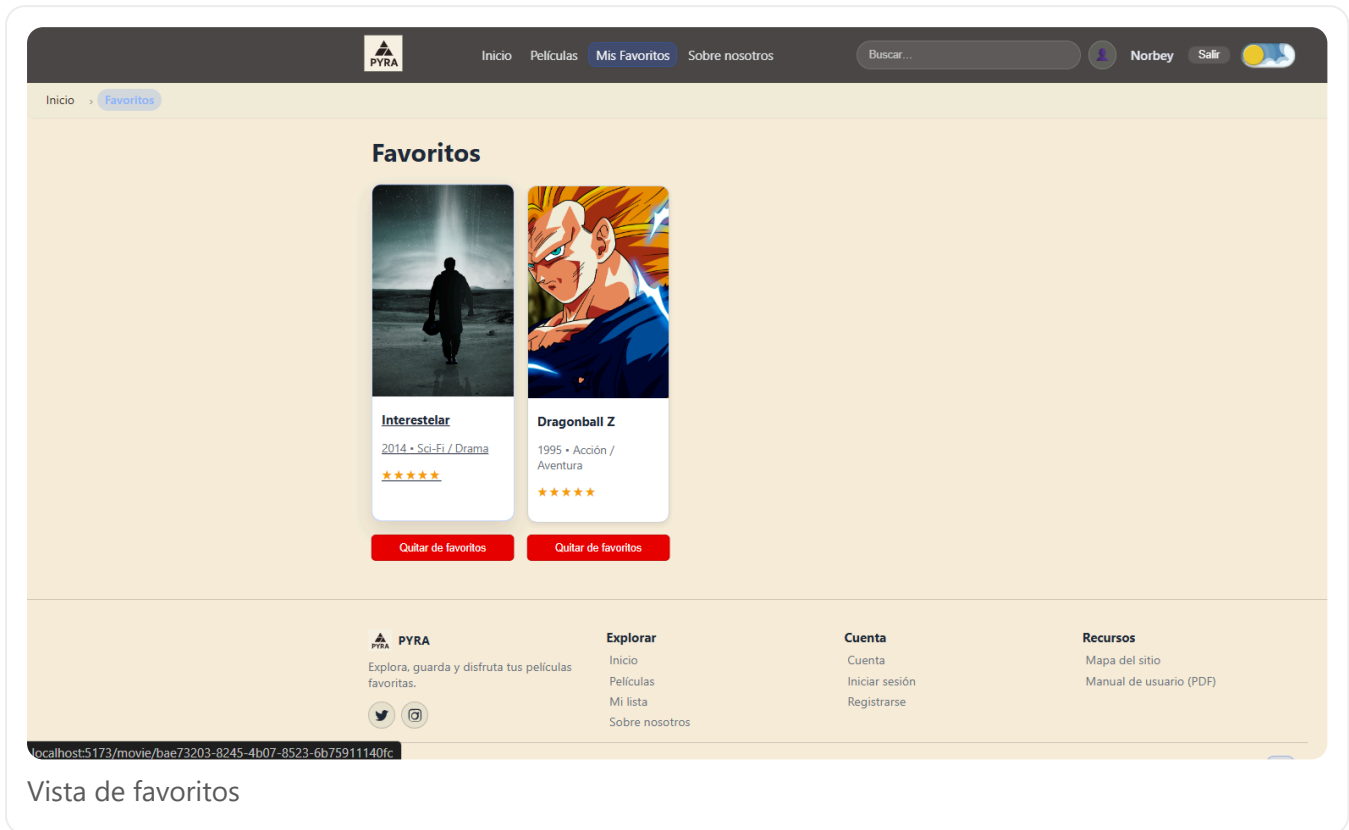 PYRA
Inicio Películas Mis Favoritos Sobre nosotros Buscar... Norbey Salir
Inicio › Favoritos
Favoritos
Interestelar
2014 • Sci-Fi / Drama
★★★★★
Quitar de favoritos
Dragonball Z
1995 • Acción /
Aventura
★★★★★
Quitar de favoritos
PYRA PYRA
Explora, guarda y disfruta tus películas
favoritas.
Explorar
Inicio
Películas
Mi lista
Sobre nosotros
Cuenta
Cuenta
Iniciar sesión
Registrarse
Recursos
Mapa del sitio
Manual de usuario (PDF)
localhost:5173/movie/bae73203-8245-4b07-8523-6b75911140fc
Vista de favoritos